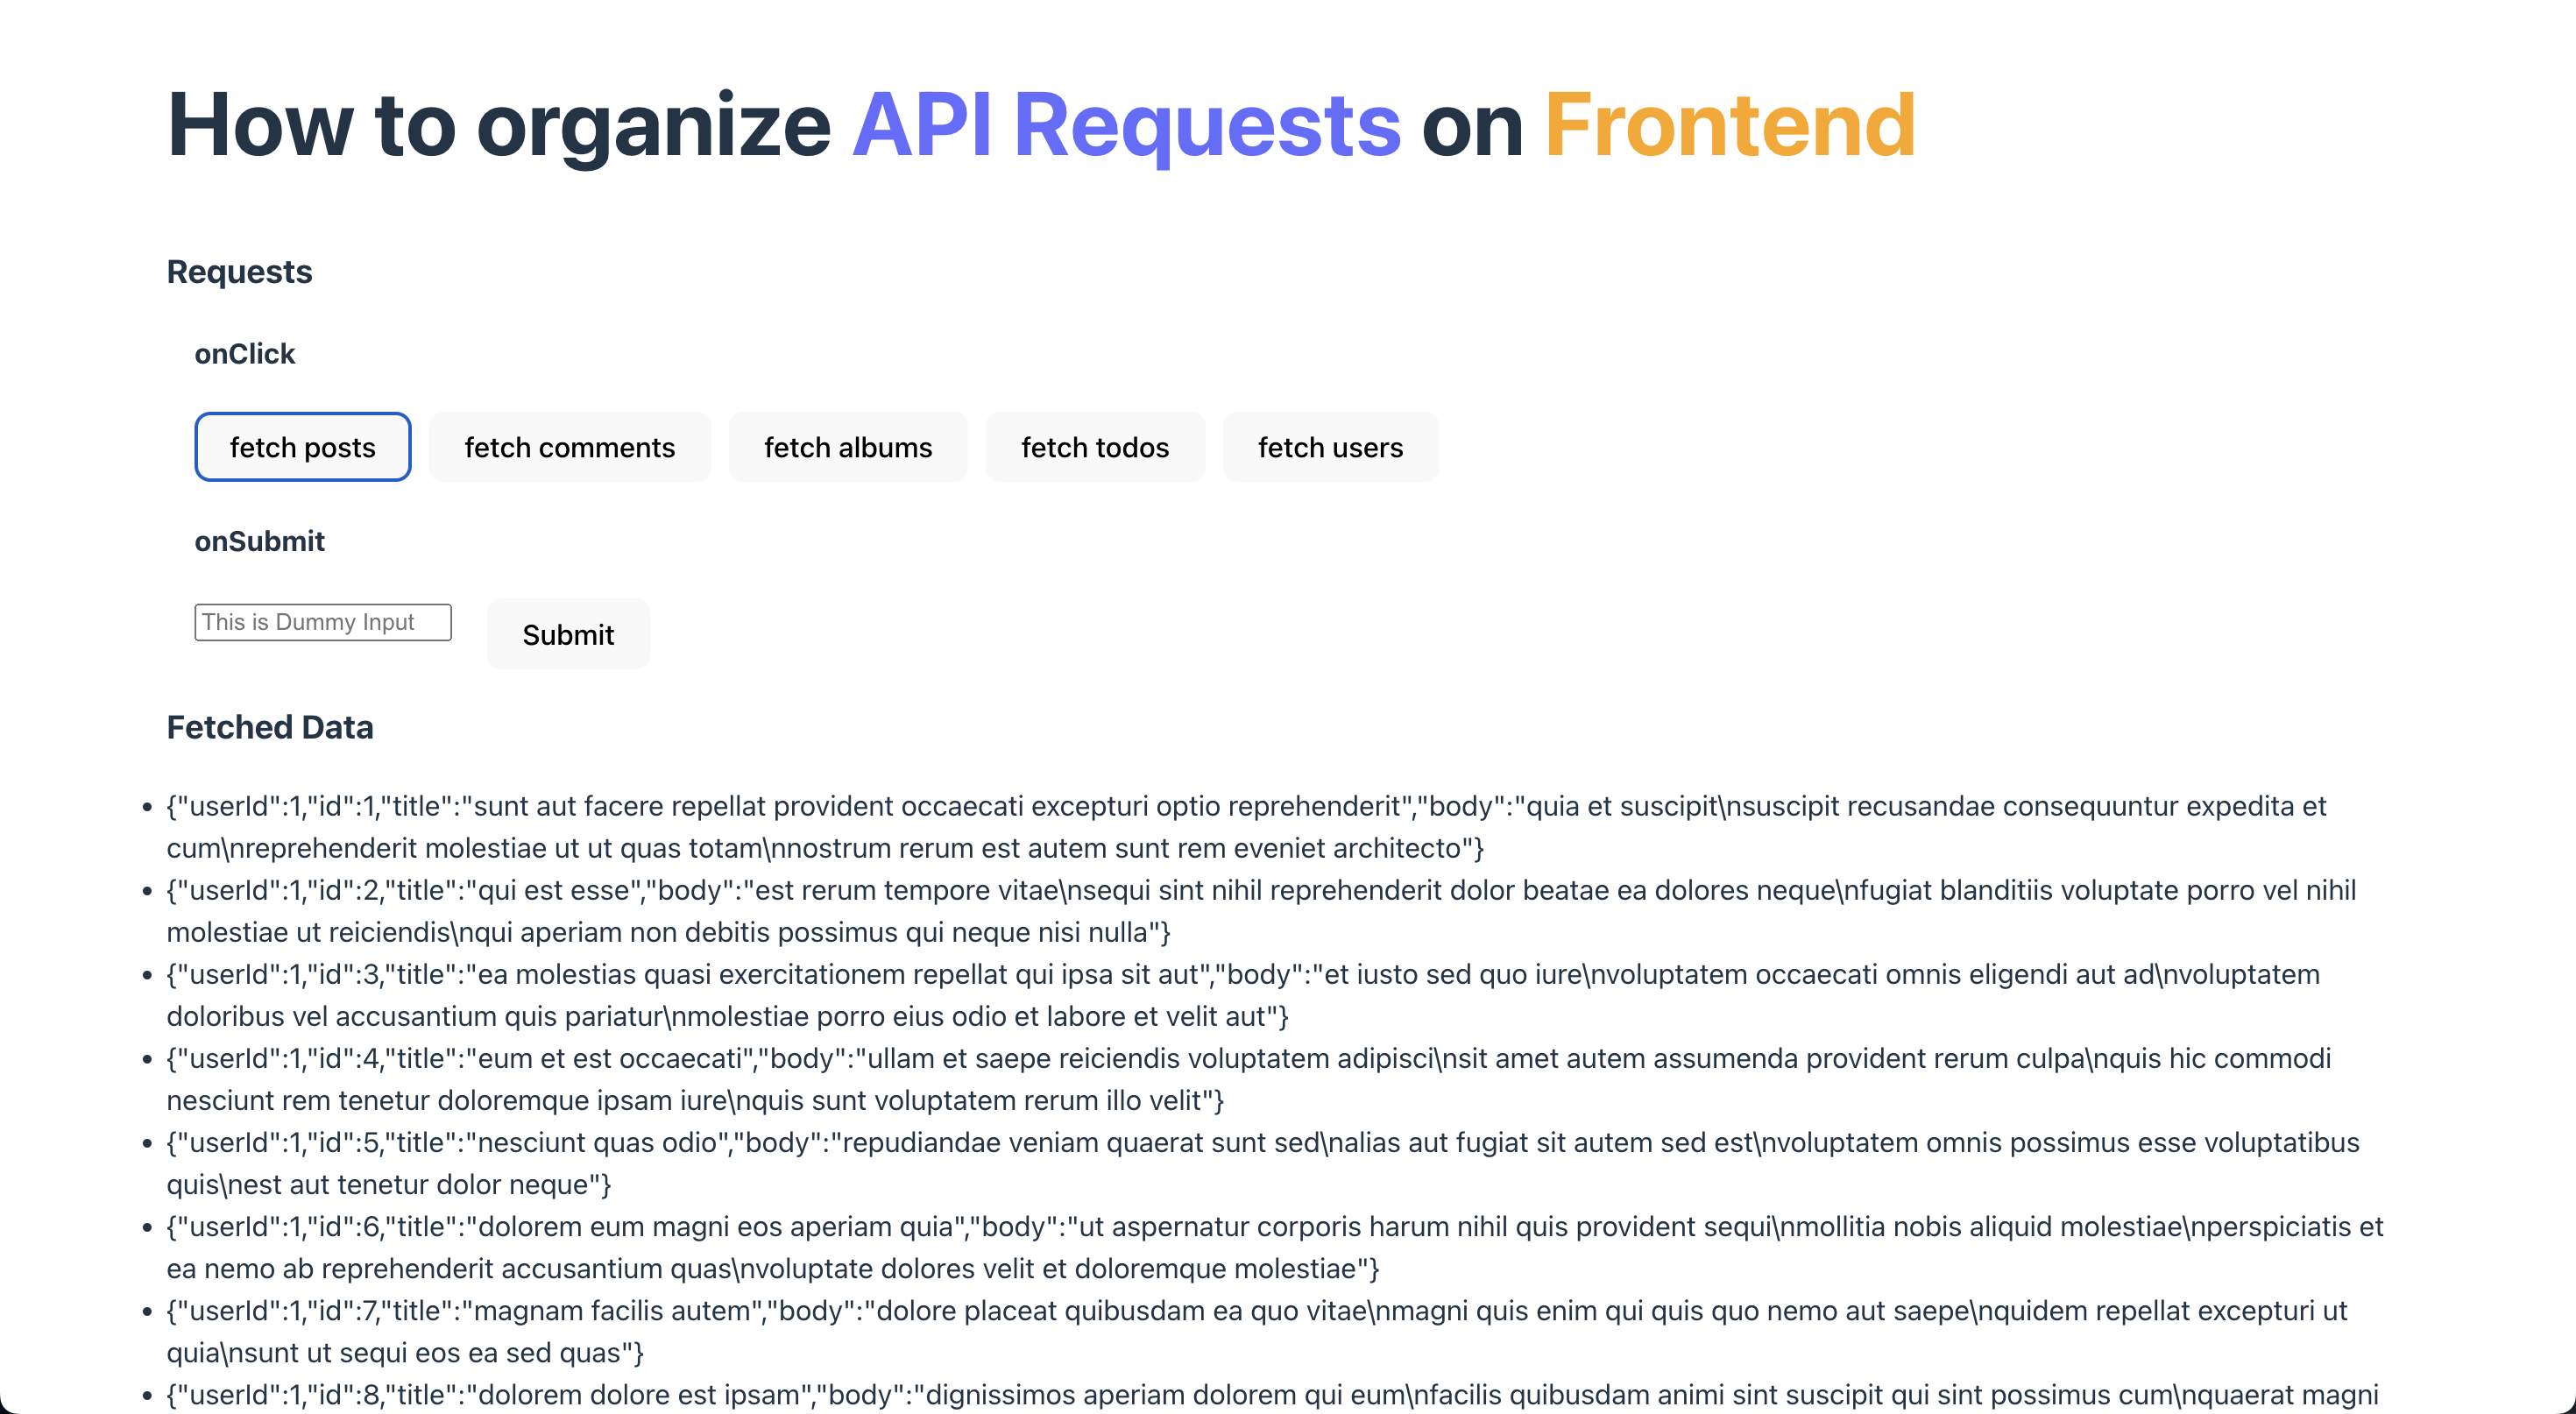 How to organize API Requests on Frontend
Requests
onClick
fetch posts fetch comments fetch albums fetch todos fetch users
onSubmit
This is Dummy Input Submit
Fetched Data
• {"userId":1,"id":1,"title":"sunt aut facere repellat provident occaecati excepturi optio reprehenderit","body":"quia et suscipit\nsuscipit recusandae consequuntur expedita et
cum\nreprehenderit molestiae ut ut quas totam\nnostrum rerum est autem sunt rem eveniet architecto"}
• {"userId":1,"id":2,"title":"qui est esse","body":"est rerum tempore vitae\nsequi sint nihil reprehenderit dolor beatae ea dolores neque\nfugiat blanditiis voluptate porro vel nihil
molestiae ut reiciendis\nqui aperiam non debitis possimus qui neque nisi nulla"}
• {"userId":1,"id":3,"title":"ea molestias quasi exercitationem repellat qui ipsa sit aut","body":"et iusto sed quo iure\nvoluptatem occaecati omnis eligendi aut ad\nvoluptatem
doloribus vel accusantium quis pariatur\nmolestiae porro eius odio et labore et velit aut"}
• {"userId":1,"id":4,"title":"eum et est occaecati","body":"ullam et saepe reiciendis voluptatem adipisci\nsit amet autem assumenda provident rerum culpa\nquis hic commodi
nesciunt rem tenetur doloremque ipsam iure\nquis sunt voluptatem rerum illo velit"}
• {"userId":1,"id":5,"title":"nesciunt quas odio","body":"repudiandae veniam quaerat sunt sed\nalias aut fugiat sit autem sed est\nvoluptatem omnis possimus esse voluptatibus
quis\nest aut tenetur dolor neque"}
• {"userId":1,"id":6,"title":"dolorem eum magni eos aperiam quia","body":"ut aspernatur corporis harum nihil quis provident sequi\nmollitia nobis aliquid molestiae\nperspiciatis et
ea nemo ab reprehenderit accusantium quas\nvoluptate dolores velit et doloremque molestiae"}
• {"userId":1,"id":7,"title":"magnam facilis autem","body":"dolore placeat quibusdam ea quo vitae\nmagni quis enim qui quis quo nemo aut saepe\nquidem repellat excepturi ut
quia\nsunt ut sequi eos ea sed quas"}
• {"userId":1,"id":8,"title":"dolorem dolore est ipsam","body":"dignissimos aperiam dolorem qui eum\nfacilis quibusdam animi sint suscipit qui sint possimus cum\nquaerat magni